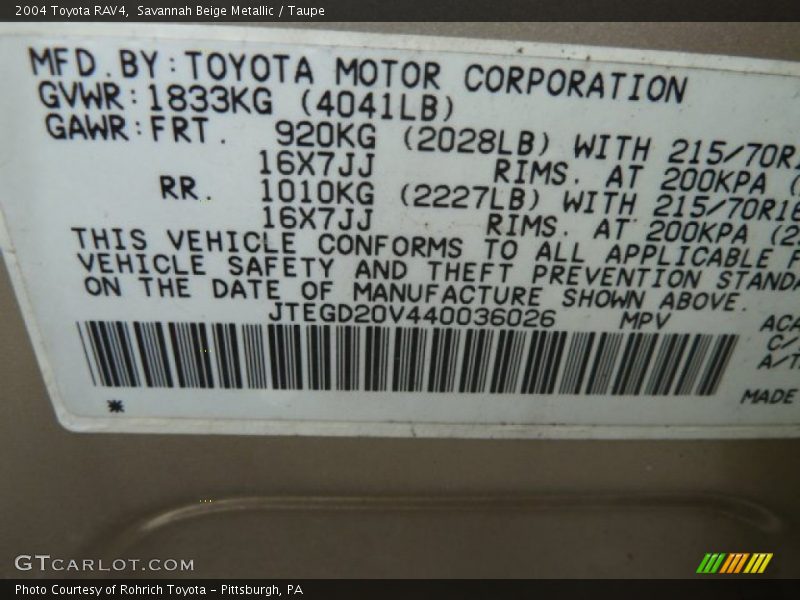 2004 Toyota RAV4, Savannah Beige Metallic / Taupe
MFD.BY:TOYOTA MOTOR CORPORATION
GVWR:1833KG (4041LB)
GAWR:FRT. 920KG (2028LB) WITH 215/70R
16X7JJ RIMS. AT 200KPA (
RR. 1010KG (2227LB) WITH 215/70R16
16X7JJ RIMS. AT 200KPA (2
THIS VEHICLE CONFORMS TO ALL APPLICABLE F
VEHICLE SAFETY AND THEFT PREVENTION STANDA
ON THE DATE OF MANUFACTURE SHOWN ABOVE.
JTEGD20V440036026 MPV
ACA
C/
A/T
MADE
*
GTCARLOT.COM
Photo Courtesy of Rohrich Toyota - Pittsburgh, PA